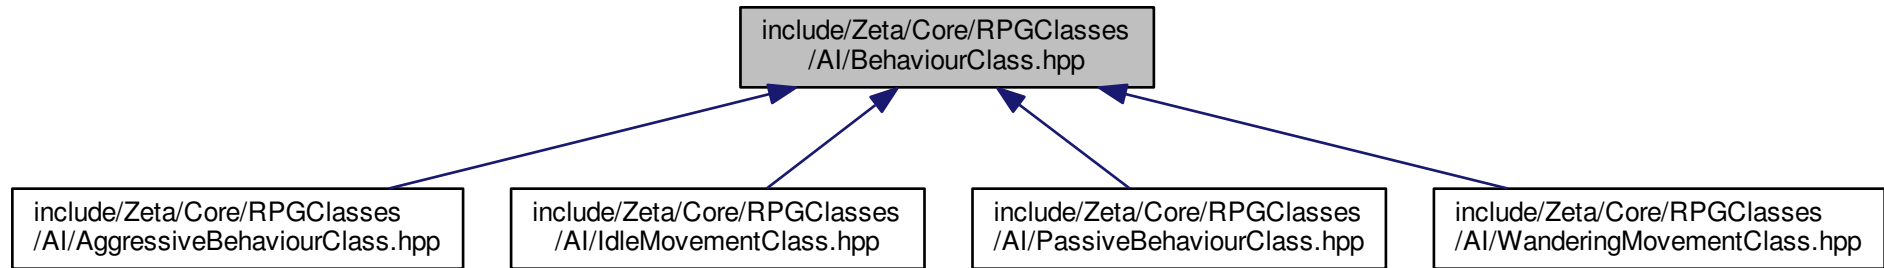 include/Zeta/Core/RPGClasses
/AI/BehaviourClass.hpp
include/Zeta/Core/RPGClasses
/AI/AggressiveBehaviourClass.hpp
include/Zeta/Core/RPGClasses
/AI/IdleMovementClass.hpp
include/Zeta/Core/RPGClasses
/AI/PassiveBehaviourClass.hpp
include/Zeta/Core/RPGClasses
/AI/WanderingMovementClass.hpp